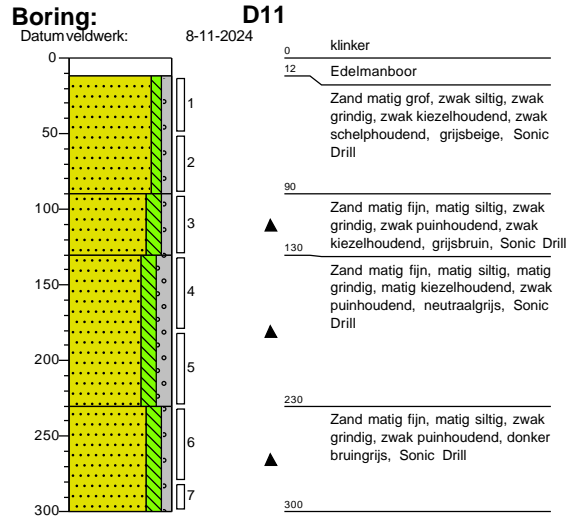 Boring: D11
Datum veldwerk: 8-11-2024
0
50
100
150
200
250
300
1
2
3
4
5
6
7
0 klinker
12 Edelmanboor
Zand matig grof, zwak siltig, zwak
grindig, zwak kiezelhoudend, zwak
schelphoudend, grijsbeige, Sonic
Drill
90
Zand matig fijn, matig siltig, zwak
grindig, zwak puinhoudend, zwak
kiezelhoudend, grijsbruin, Sonic Drill
130
Zand matig fijn, matig siltig, matig
grindig, matig kiezelhoudend, zwak
puinhoudend, neutraalgrijs, Sonic
Drill
230
Zand matig fijn, matig siltig, zwak
grindig, zwak puinhoudend, donker
bruingrijs, Sonic Drill
300